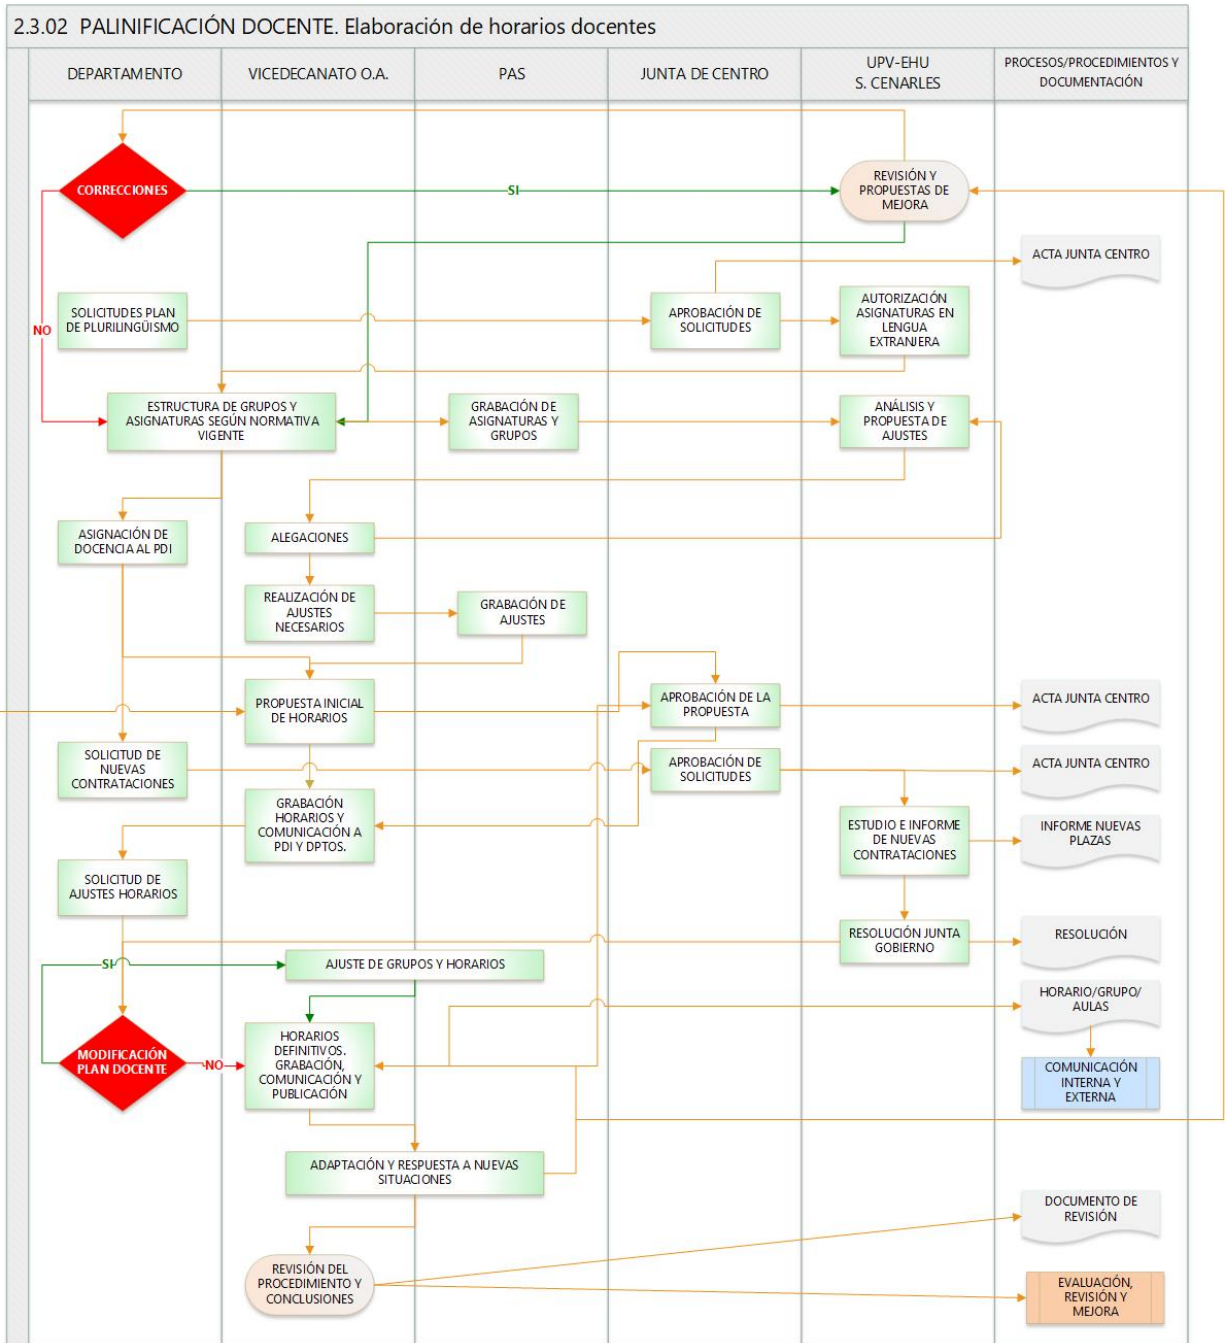 2.3.02 PALINIFICACIÓN DOCENTE. Elaboración de horarios docentes
DEPARTAMENTO
VICEDECANATO O.A.
PAS
JUNTA DE CENTRO
UPV-EHU
S. CENARLES
PROCESOS/PROCEDIMIENTOS Y
DOCUMENTACIÓN
CORRECCIONES
SI
REVISIÓN Y
PROPUESTAS DE
MEJORA
ACTA JUNTA CENTRO
NO
SOLICITUDES PLAN
DE PLURILINGÜISMO
APROBACIÓN DE
SOLICITUDES
AUTORIZACIÓN
ASIGNATURAS EN
LENGUA
EXTRANJERA
ESTRUCTURA DE GRUPOS Y
ASIGNATURAS SEGÚN NORMATIVA
VIGENTE
GRABACIÓN DE
ASIGNATURAS Y
GRUPOS
ANÁLISIS Y
PROPUESTA DE
AJUSTES
ASIGNACIÓN DE
DOCENCIA AL PDI
ALEGACIONES
REALIZACIÓN DE
AJUSTES
NECESARIOS
GRABACIÓN DE
AJUSTES
PROPUESTA INICIAL
DE HORARIOS
APROBACIÓN DE LA
PROPUESTA
ACTA JUNTA CENTRO
SOLICITUD DE
NUEVAS
CONTRATACIONES
APROBACIÓN DE
SOLICITUDES
ACTA JUNTA CENTRO
GRABACIÓN
HORARIOS Y
COMUNICACIÓN A
PDI Y DPTOS.
ESTUDIO E INFORME
DE NUEVAS
CONTRATACIONES
INFORME NUEVAS
PLAZAS
SOLICITUD DE
AJUSTES HORARIOS
RESOLUCIÓN JUNTA
GOBIERNO
RESOLUCIÓN
SI
AJUSTE DE GRUPOS Y HORARIOS
HORARIO/GRUPO/
AULAS
MODIFICACIÓN
PLAN DOCENTE
NO
HORARIOS
DEFINITIVOS.
GRABACIÓN,
COMUNICACIÓN Y
PUBLICACIÓN
COMUNICACIÓN
INTERNA Y
EXTERNA
ADAPTACIÓN Y RESPUESTA A NUEVAS
SITUACIONES
DOCUMENTO DE
REVISIÓN
REVISIÓN DEL
PROCEDIMIENTO Y
CONCLUSIONES
EVALUACIÓN,
REVISIÓN Y
MEJORA